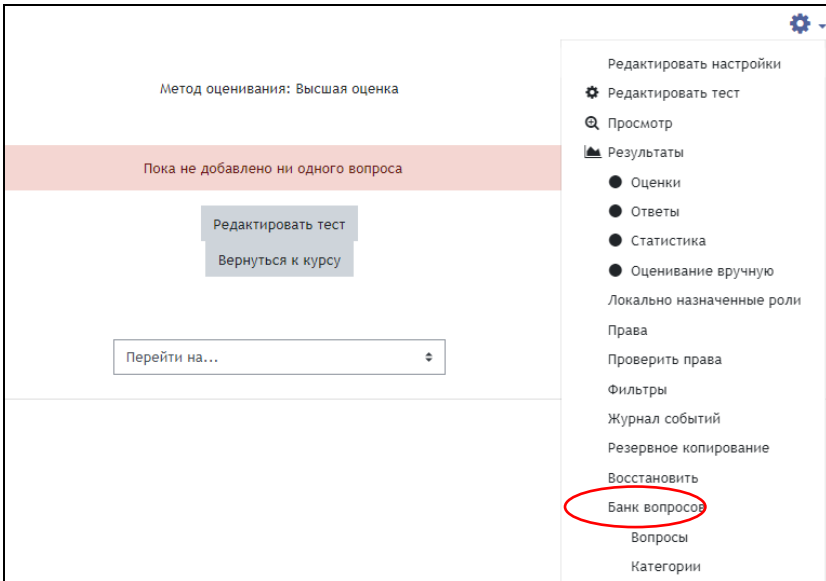 Метод оценивания: Высшая оценка
Пока не добавлено ни одного вопроса
Редактировать тест
Вернуться к курсу
Перейти на...
Редактировать настройки
Редактировать тест
Просмотр
Результаты
Оценки
Ответы
Статистика
Оценивание вручную
Локально назначенные роли
Права
Проверить права
Фильтры
Журнал событий
Резервное копирование
Восстановить
Банк вопросов
Вопросы
Категории